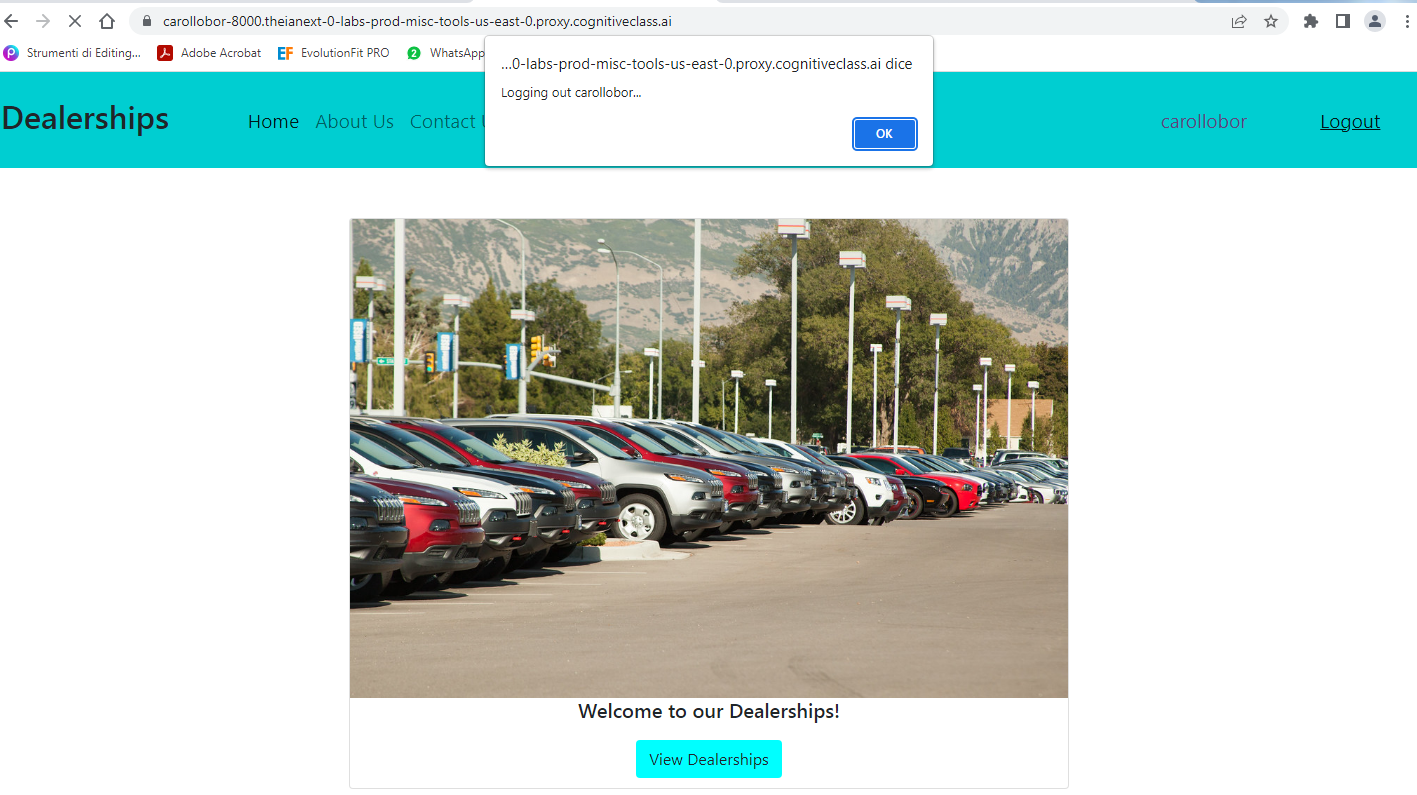 carollobor-8000.theianext-0-labs-prod-misc-tools-us-east-0.proxy.cognitiveclass.ai
Strumenti di Editing... Adobe Acrobat EvolutionFit PRO 2 WhatsApp
...0-labs-prod-misc-tools-us-east-0.proxy.cognitiveclass.ai dice
Logging out carollobor...
OK
Dealerships Home About Us Contact carollobor Logout
Welcome to our Dealerships!
View Dealerships